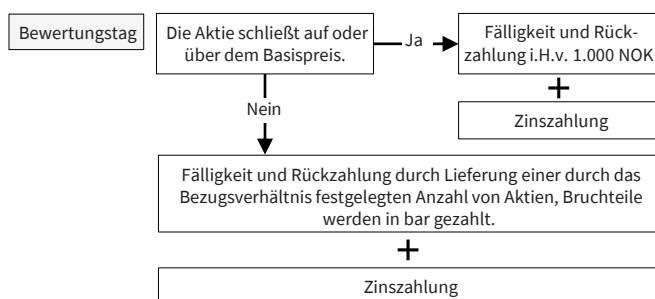 Bewertungstag
Die Aktie schließt auf oder
über dem Basispreis.
Ja
Fälligkeit und Rück-
zahlung i.H.v. 1.000 NOK
+
Zinszahlung
Nein
Fälligkeit und Rückzahlung durch Lieferung einer durch das
Bezugsverhältnis festgelegten Anzahl von Aktien, Bruchteile
werden in bar gezahlt.
+
Zinszahlung